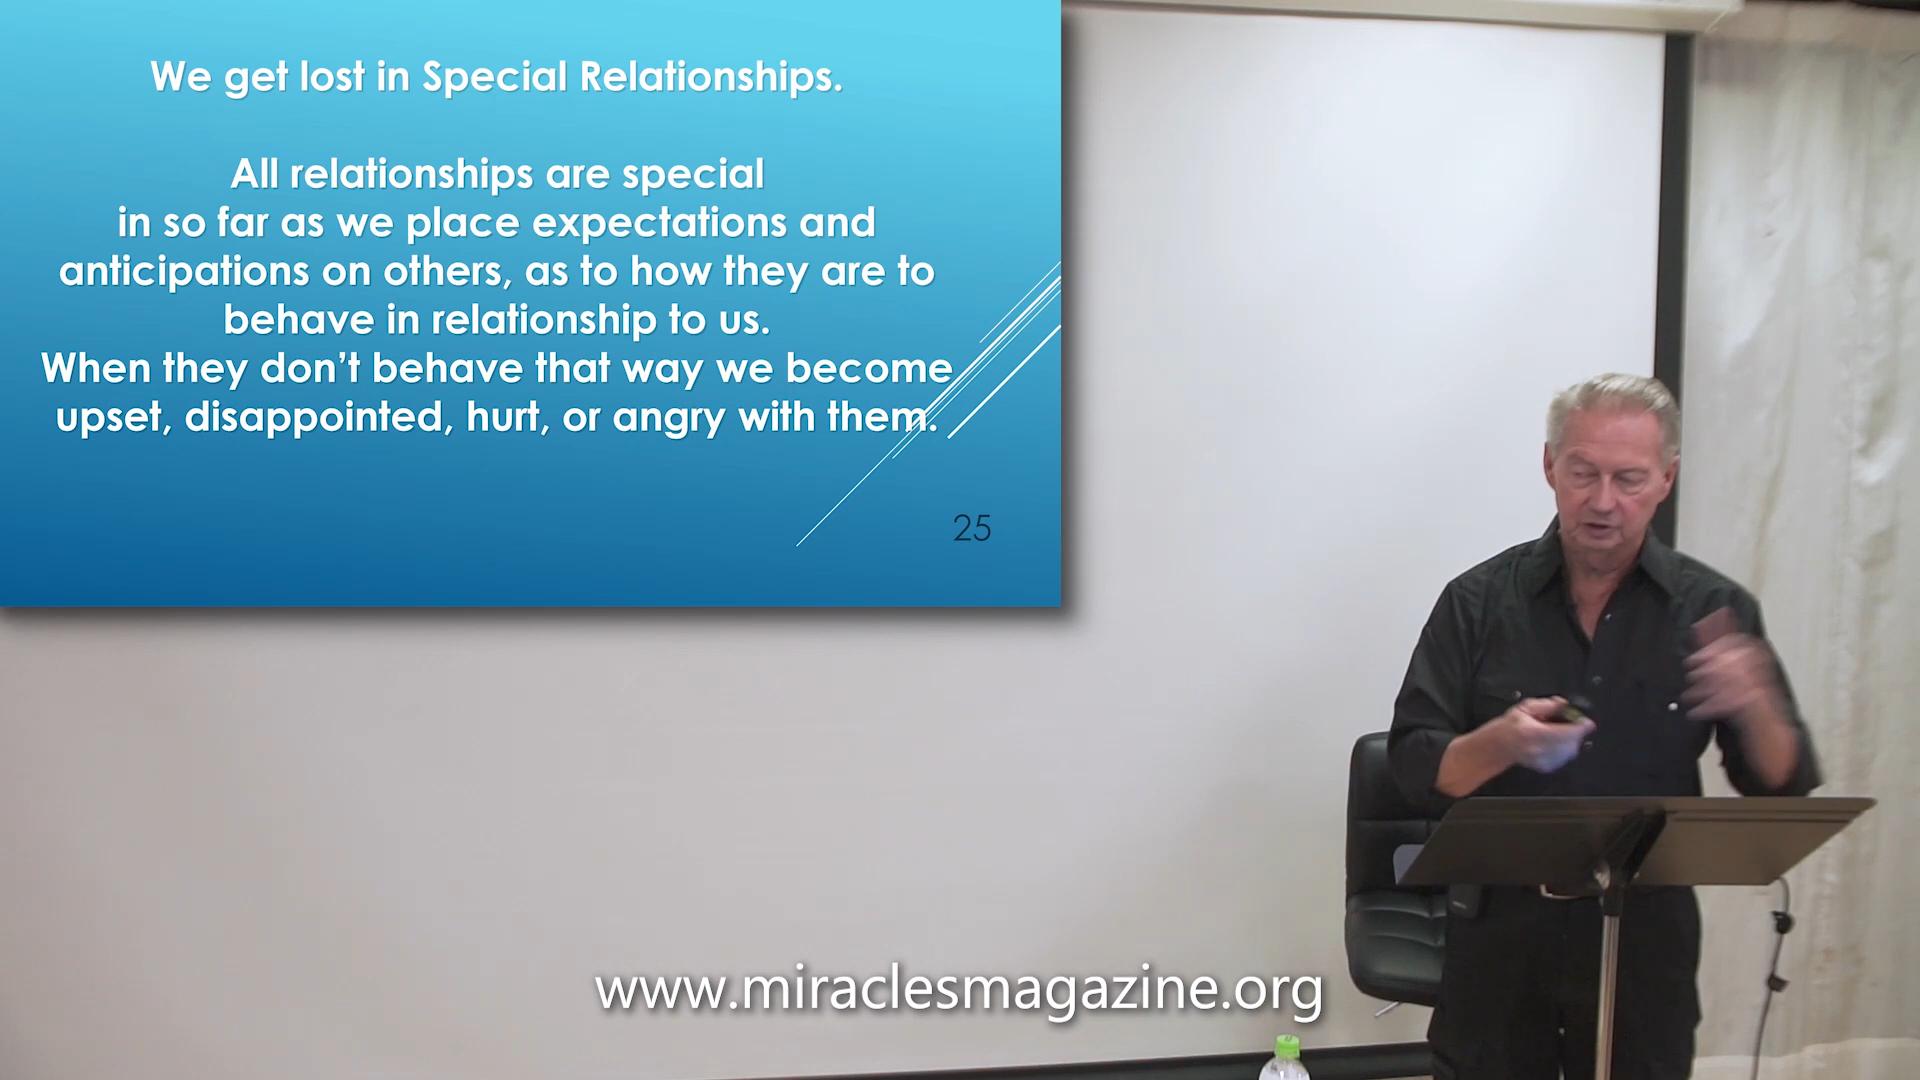 We get lost in Special Relationships.
All relationships are special
in so far as we place expectations and
anticipations on others, as to how they are to
behave in relationship to us.
When they don’t behave that way we become
upset, disappointed, hurt, or angry with them.
25
www.miraclesmagazine.org